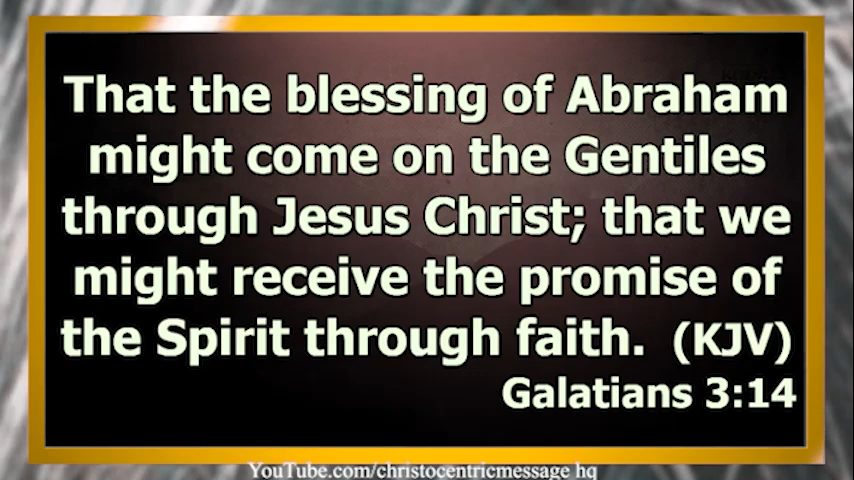 That the blessing of Abraham
might come on the Gentiles
through Jesus Christ; that we
might receive the promise of
the Spirit through faith. (KJV)
Galatians 3:14
YouTube.com/christocentricmessage hq